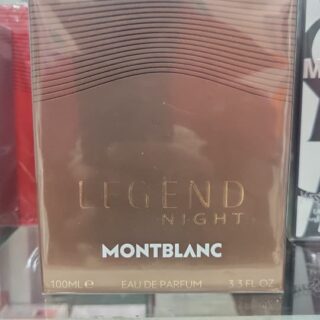 LEGEND
NIGHT
MONTBLANC
100ML ℮ EAU DE PARFUM 3.3 FL OZ